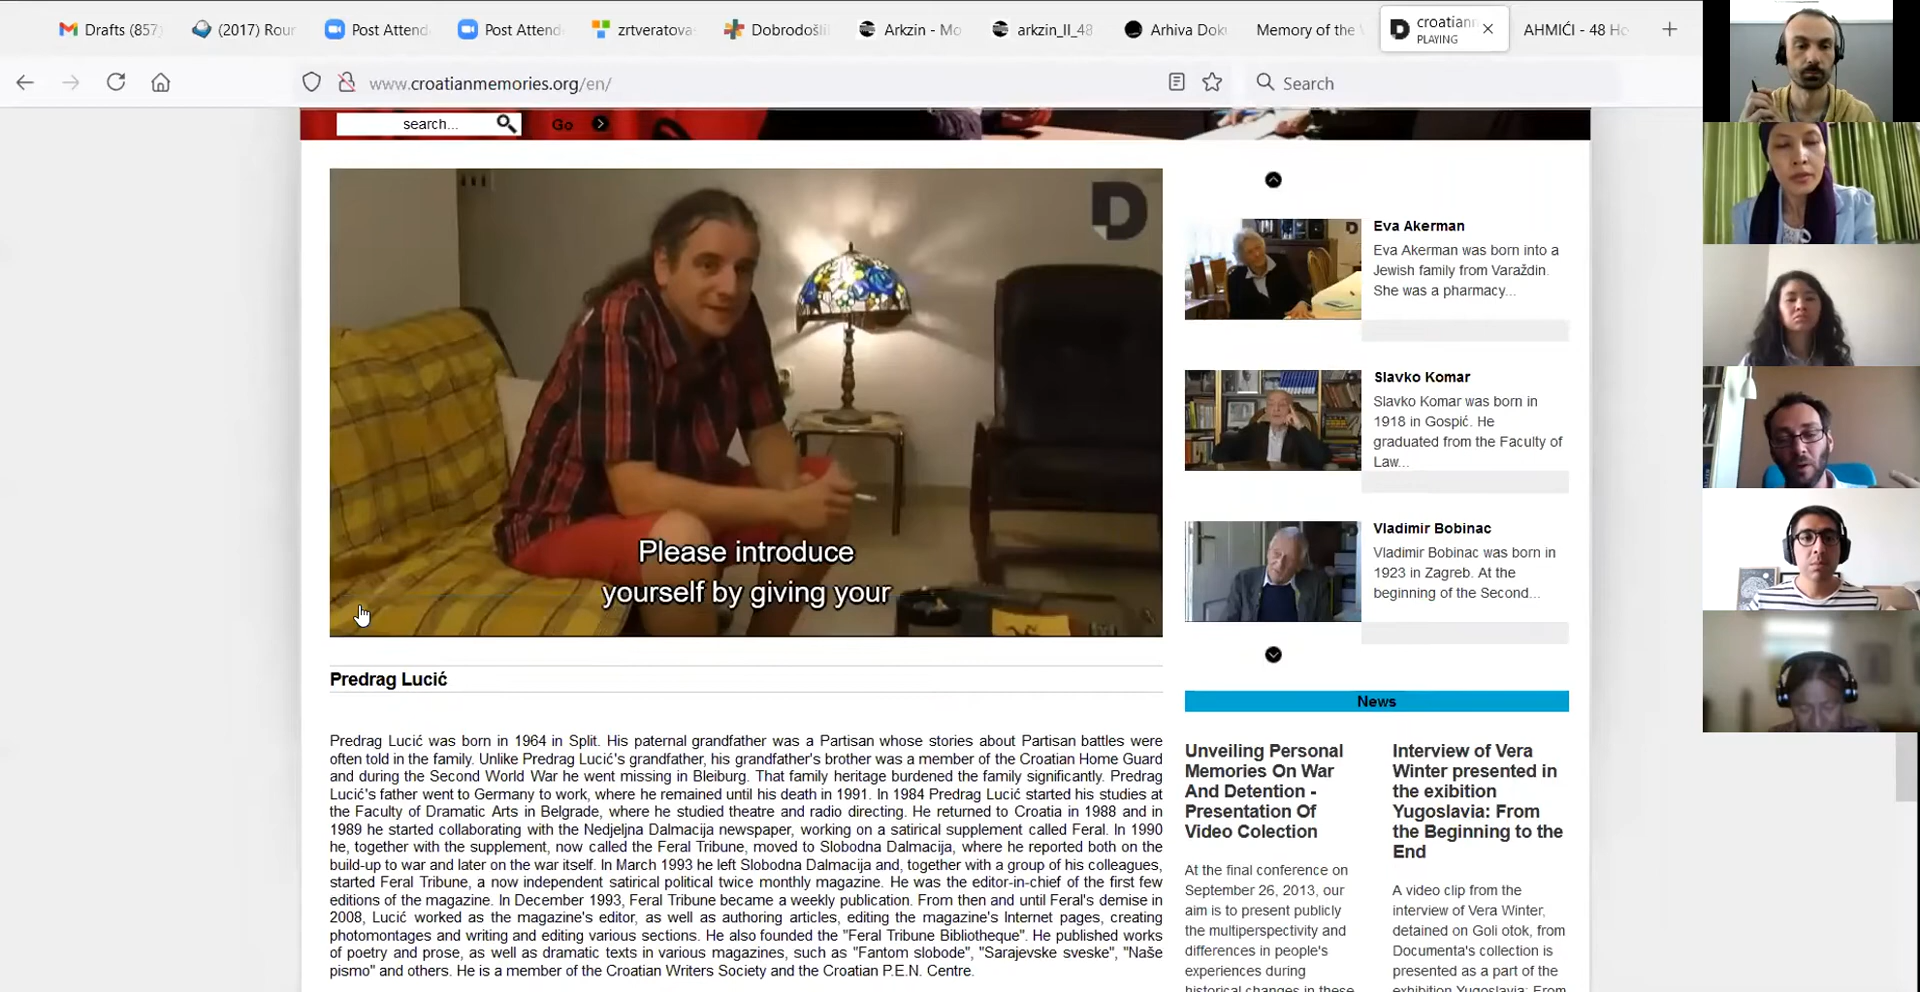 Drafts (857)
(2017) Rour
Post Attend
Post Attend
zrtveratova
Dobrodošli
Arkzin - Mo
arkzin_II_48
Arhiva Doku
Memory of the
croatian
PLAYING
AHMIĆI - 48 Ho
www.croatianmemories.org/en/
Search
search...
Go
D
Please introduce
yourself by giving your
Predrag Lucić
Predrag Lucić was born in 1964 in Split. His paternal grandfather was a Partisan whose stories about Partisan battles were
often told in the family. Unlike Predrag Lucić's grandfather, his grandfather's brother was a member of the Croatian Home Guard
and during the Second World War he went missing in Bleiburg. That family heritage burdened the family significantly. Predrag
Lucić's father went to Germany to work, where he remained until his death in 1991. In 1984 Predrag Lucić started his studies at
the Faculty of Dramatic Arts in Belgrade, where he studied theatre and radio directing. He returned to Croatia in 1988 and in
1989 he started collaborating with the Nedjeljna Dalmacija newspaper, working on a satirical supplement called Feral. In 1990
he, together with the supplement, now called the Feral Tribune, moved to Slobodna Dalmacija, where he reported both on the
build-up to war and later on the war itself. In March 1993 he left Slobodna Dalmacija and, together with a group of his colleagues,
started Feral Tribune, a now independent satirical political twice monthly magazine. He was the editor-in-chief of the first few
editions of the magazine. In December 1993, Feral Tribune became a weekly publication. From then and until Feral's demise in
2008, Lucić worked as the magazine's editor, as well as authoring articles, editing the magazine's Internet pages, creating
photomontages and writing and editing various sections. He also founded the "Feral Tribune Bibliotheque". He published works
of poetry and prose, as well as dramatic texts in various magazines, such as "Fantom slobode", "Sarajevske sveske", "Naše
pismo" and others. He is a member of the Croatian Writers Society and the Croatian P.E.N. Centre.
Eva Akerman
Eva Akerman was born into a
Jewish family from Varaždin.
She was a pharmacy...
Slavko Komar
Slavko Komar was born in
1918 in Gospić. He
graduated from the Faculty of
Law...
Vladimir Bobinac
Vladimir Bobinac was born in
1923 in Zagreb. At the
beginning of the Second...
News
Unveiling Personal
Memories On War
And Detention -
Presentation Of
Video Colection
At the final conference on
September 26, 2013, our
aim is to present publicly
the multiperspectivity and
differences in people's
experiences during
historical changes in these
Interview of Vera
Winter presented in
the exibition
Yugoslavia: From
the Beginning to the
End
A video clip from the
interview of Vera Winter,
detained on Goli otok, from
Documenta's collection is
presented as a part of the
exhibition Yugoslavia: From